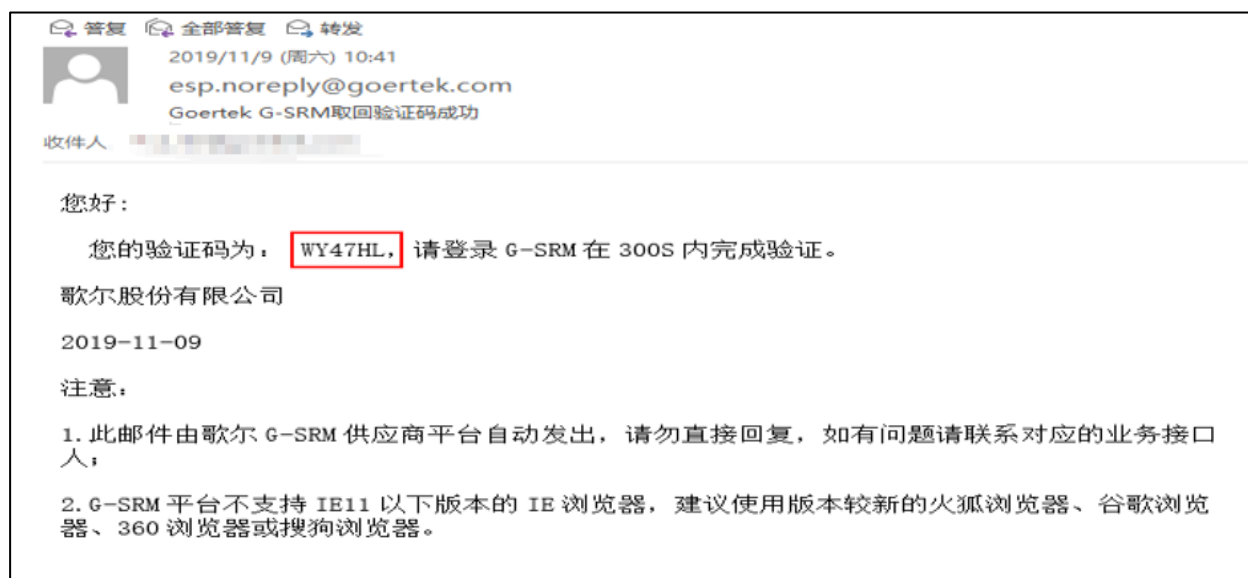 答复 全部答复 转发
2019/11/9 (周六) 10:41
esp.noreply@goertek.com
Goertek G-SRM取回验证码成功
收件人
您好：
您的验证码为： WY47HL， 请登录 G-SRM 在 300S 内完成验证。
歌尔股份有限公司
2019-11-09
注意：
1.此邮件由歌尔 G-SRM 供应商平台自动发出，请勿直接回复，如有问题请联系对应的业务接口
人；
2.G-SRM 平台不支持 IE11 以下版本的 IE 浏览器，建议使用版本较新的火狐浏览器、谷歌浏览
器、360 浏览器或搜狗浏览器。